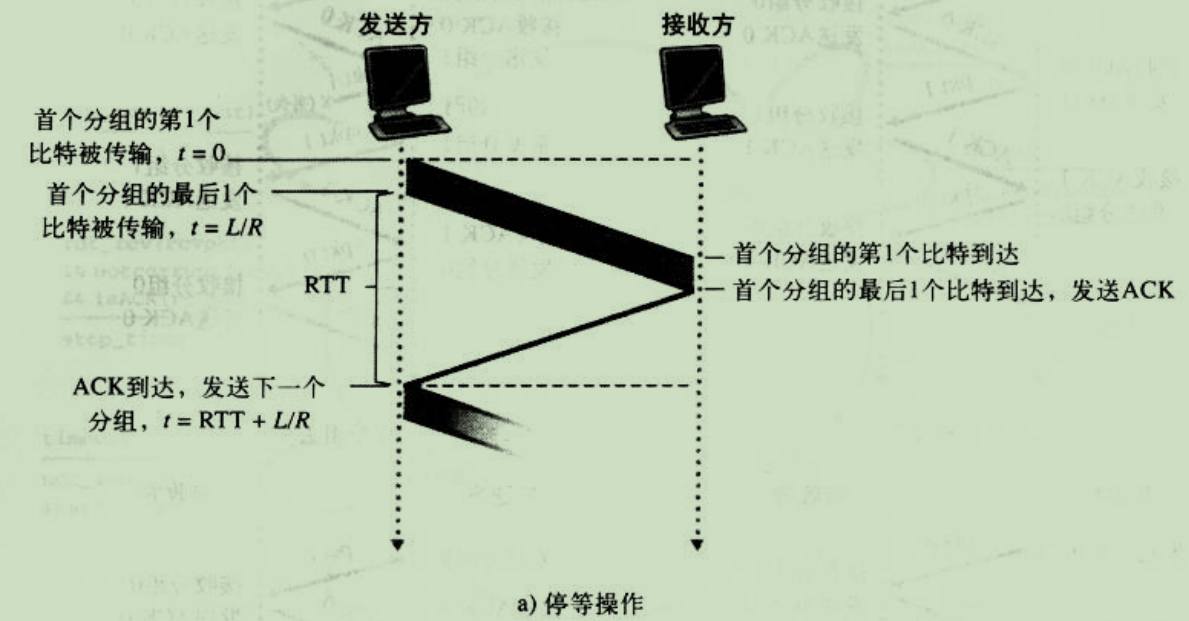 发送方
接收方
首个分组的第1个
比特被传输，t = 0
首个分组的最后1个
比特被传输，t = L/R
首个分组的第1个比特到达
RTT
首个分组的最后1个比特到达，发送ACK
ACK到达，发送下一个
分组，t = RTT + L/R
a) 停等操作